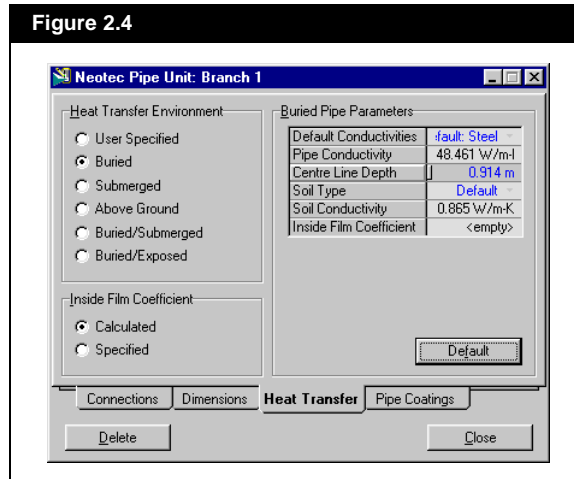 Figure 2.4
Neotec Pipe Unit: Branch 1
Heat Transfer Environment
User Specified
Buried
Submerged
Above Ground
Buried/Submerged
Buried/Exposed
Inside Film Coefficient
Calculated
Specified
Buried Pipe Parameters
Default Conductivities fault: Steel
Pipe Conductivity 48.461 W/m-
Centre Line Depth 0.914 m
Soil Type Default
Soil Conductivity 0.865 W/m-K
Inside Film Coefficient <empty>
Default
Connections Dimensions Heat Transfer Pipe Coatings
Delete Close